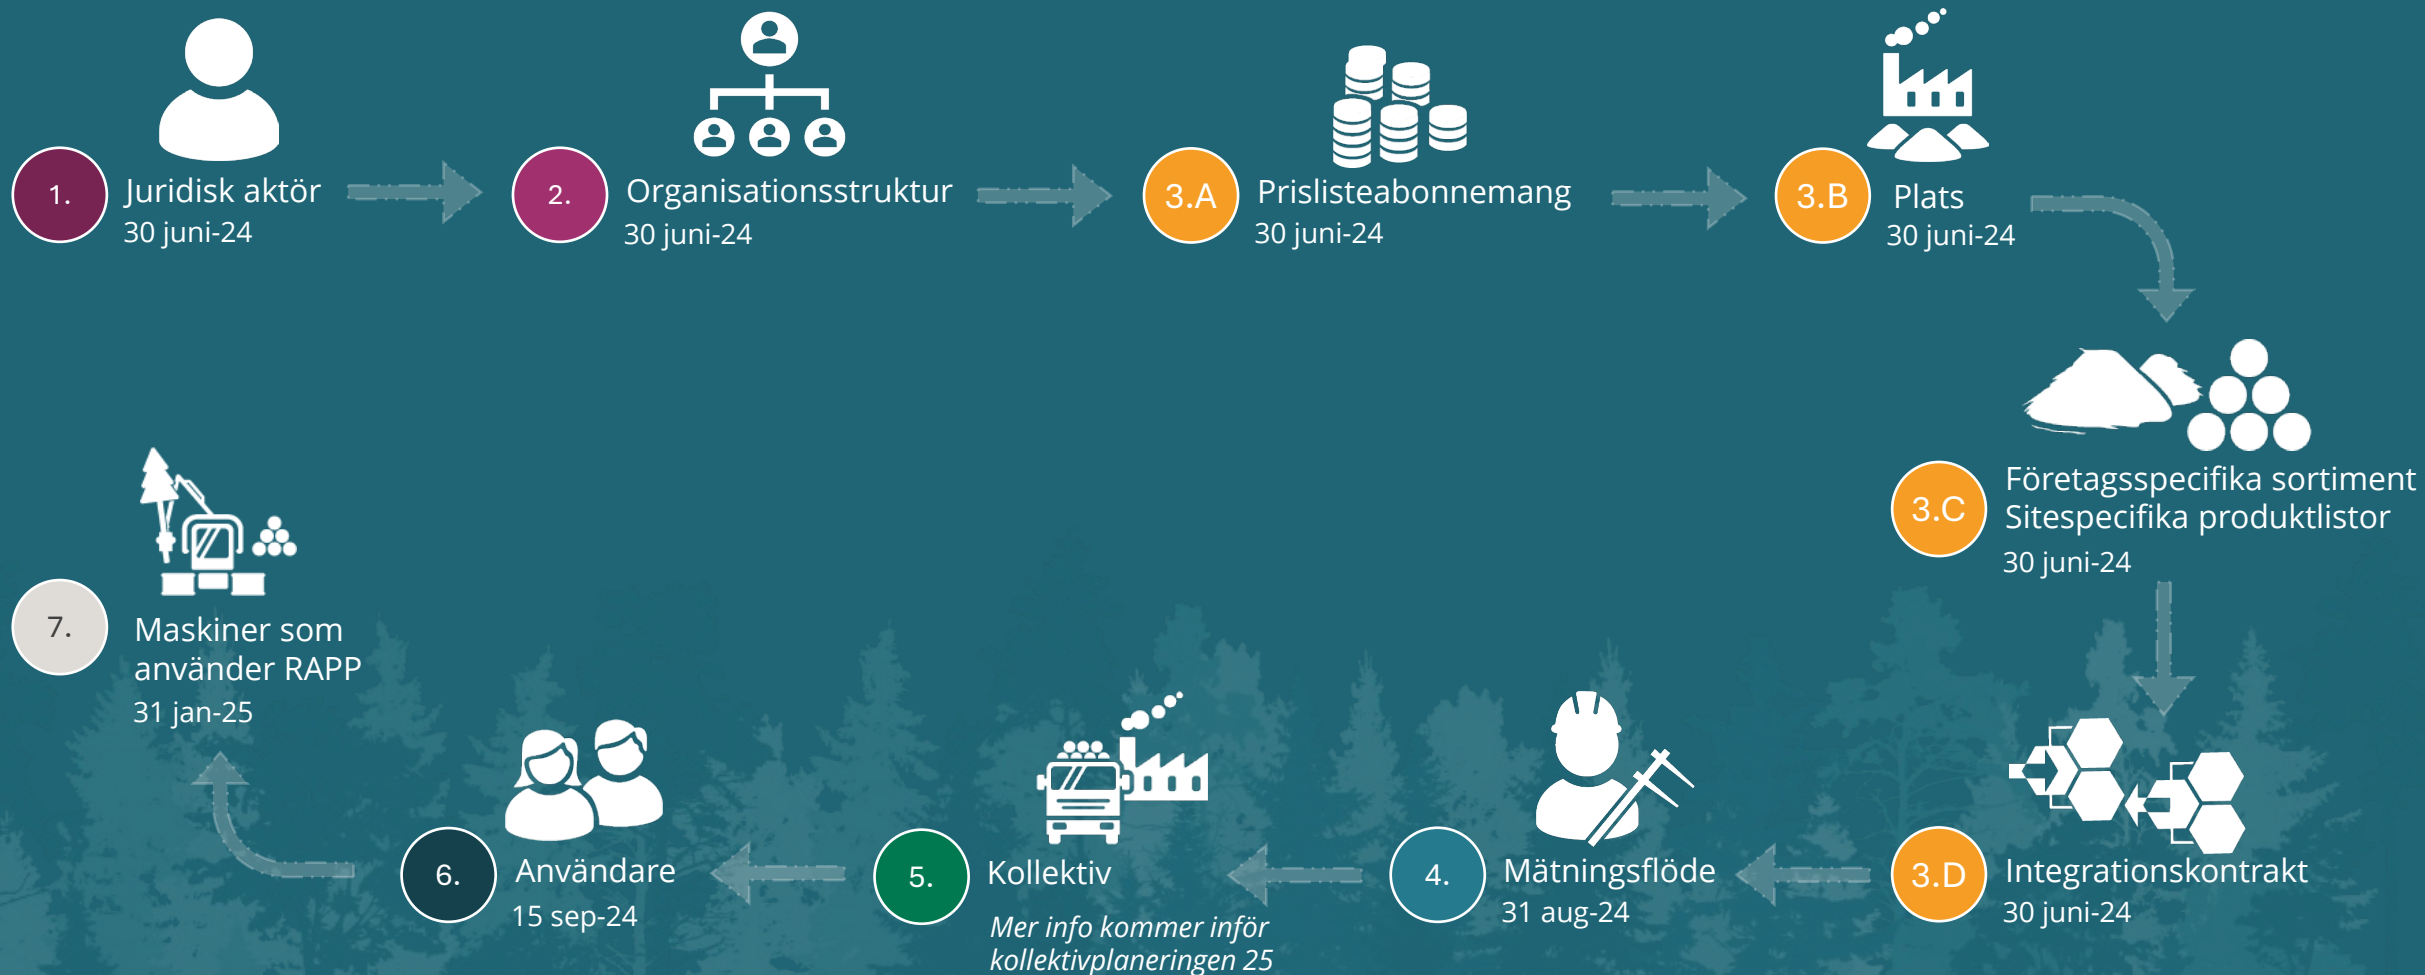 1.
Juridisk aktör
30 juni-24
2.
Organisationsstruktur
30 juni-24
3.A
Prislisteabonnemang
30 juni-24
3.B
Plats
30 juni-24
3.C
Företagsspecifika sortiment
Sitespecifika produktlistor
30 juni-24
3.D
Integrationskontrakt
30 juni-24
4.
Mätningsflöde
31 aug-24
5.
Kollektiv
Mer info kommer inför
kollektivplaneringen 25
6.
Användare
15 sep-24
7.
Maskiner som
använder RAPP
31 jan-25